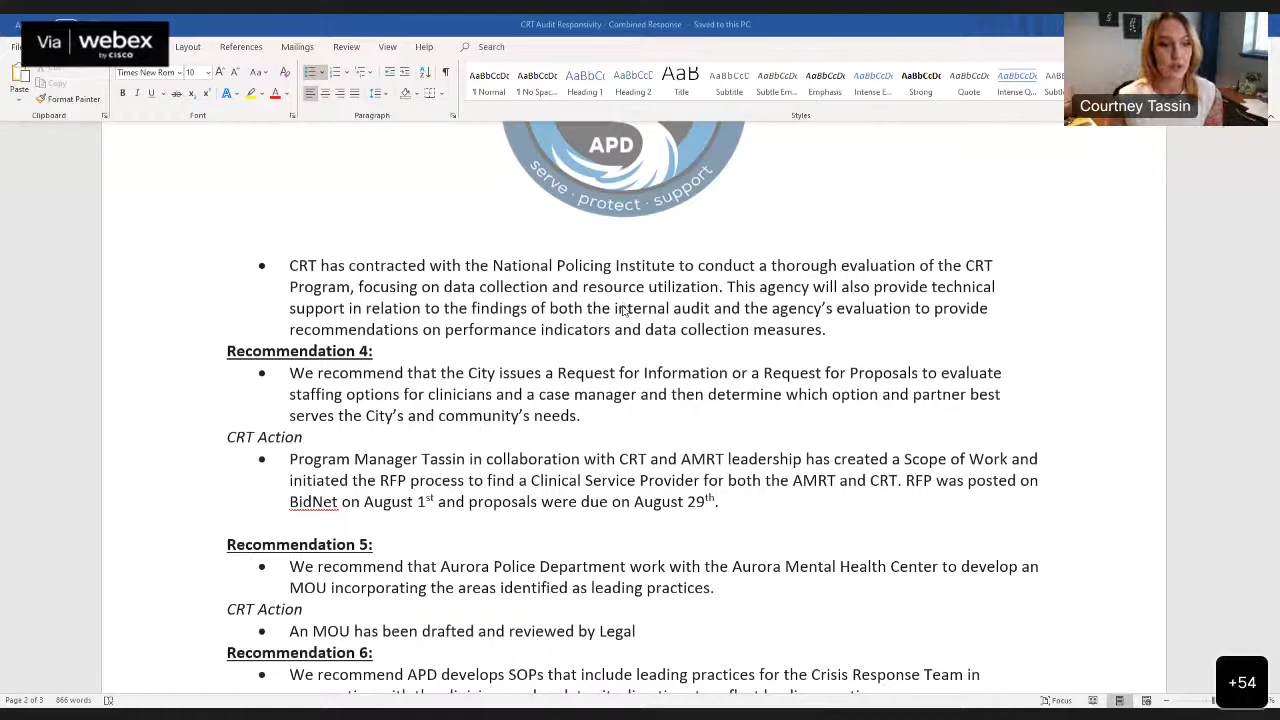 CRT Audit Responsivity - Combined Response - Saved to this PC
Via webex
by CISCO
Layout References Mailings Review View Help Search
Copy
Paste
Format Painter
Times New Rom 10
AaBbCcDc AaBbCcDc AaBbCc AaBbCcD AaB AaBbCcD AaBbCcDc AaBbCcDc AaBbCcDc AaBbCcDc AaBbCcDc AaBbCcDc
¶ Normal ¶ No Spac... Heading 1 Heading 2 Title Subtitle Subtle Em... Emphasis Intense E... Strong Quote Intense Q...
Clipboard Font Paragraph Styles
Courtney Tassin
APD
serve · protect · support
• CRT has contracted with the National Policing Institute to conduct a thorough evaluation of the CRT
Program, focusing on data collection and resource utilization. This agency will also provide technical
support in relation to the findings of both the internal audit and the agency's evaluation to provide
recommendations on performance indicators and data collection measures.
Recommendation 4:
• We recommend that the City issues a Request for Information or a Request for Proposals to evaluate
staffing options for clinicians and a case manager and then determine which option and partner best
serves the City's and community's needs.
CRT Action
• Program Manager Tassin in collaboration with CRT and AMRT leadership has created a Scope of Work and
initiated the RFP process to find a Clinical Service Provider for both the AMRT and CRT. RFP was posted on
BidNet on August 1st and proposals were due on August 29th.
Recommendation 5:
• We recommend that Aurora Police Department work with the Aurora Mental Health Center to develop an
MOU incorporating the areas identified as leading practices.
CRT Action
• An MOU has been drafted and reviewed by Legal
Recommendation 6:
• We recommend APD develops SOPs that include leading practices for the Crisis Response Team in
Page 2 of 3 866 words Focus
+54